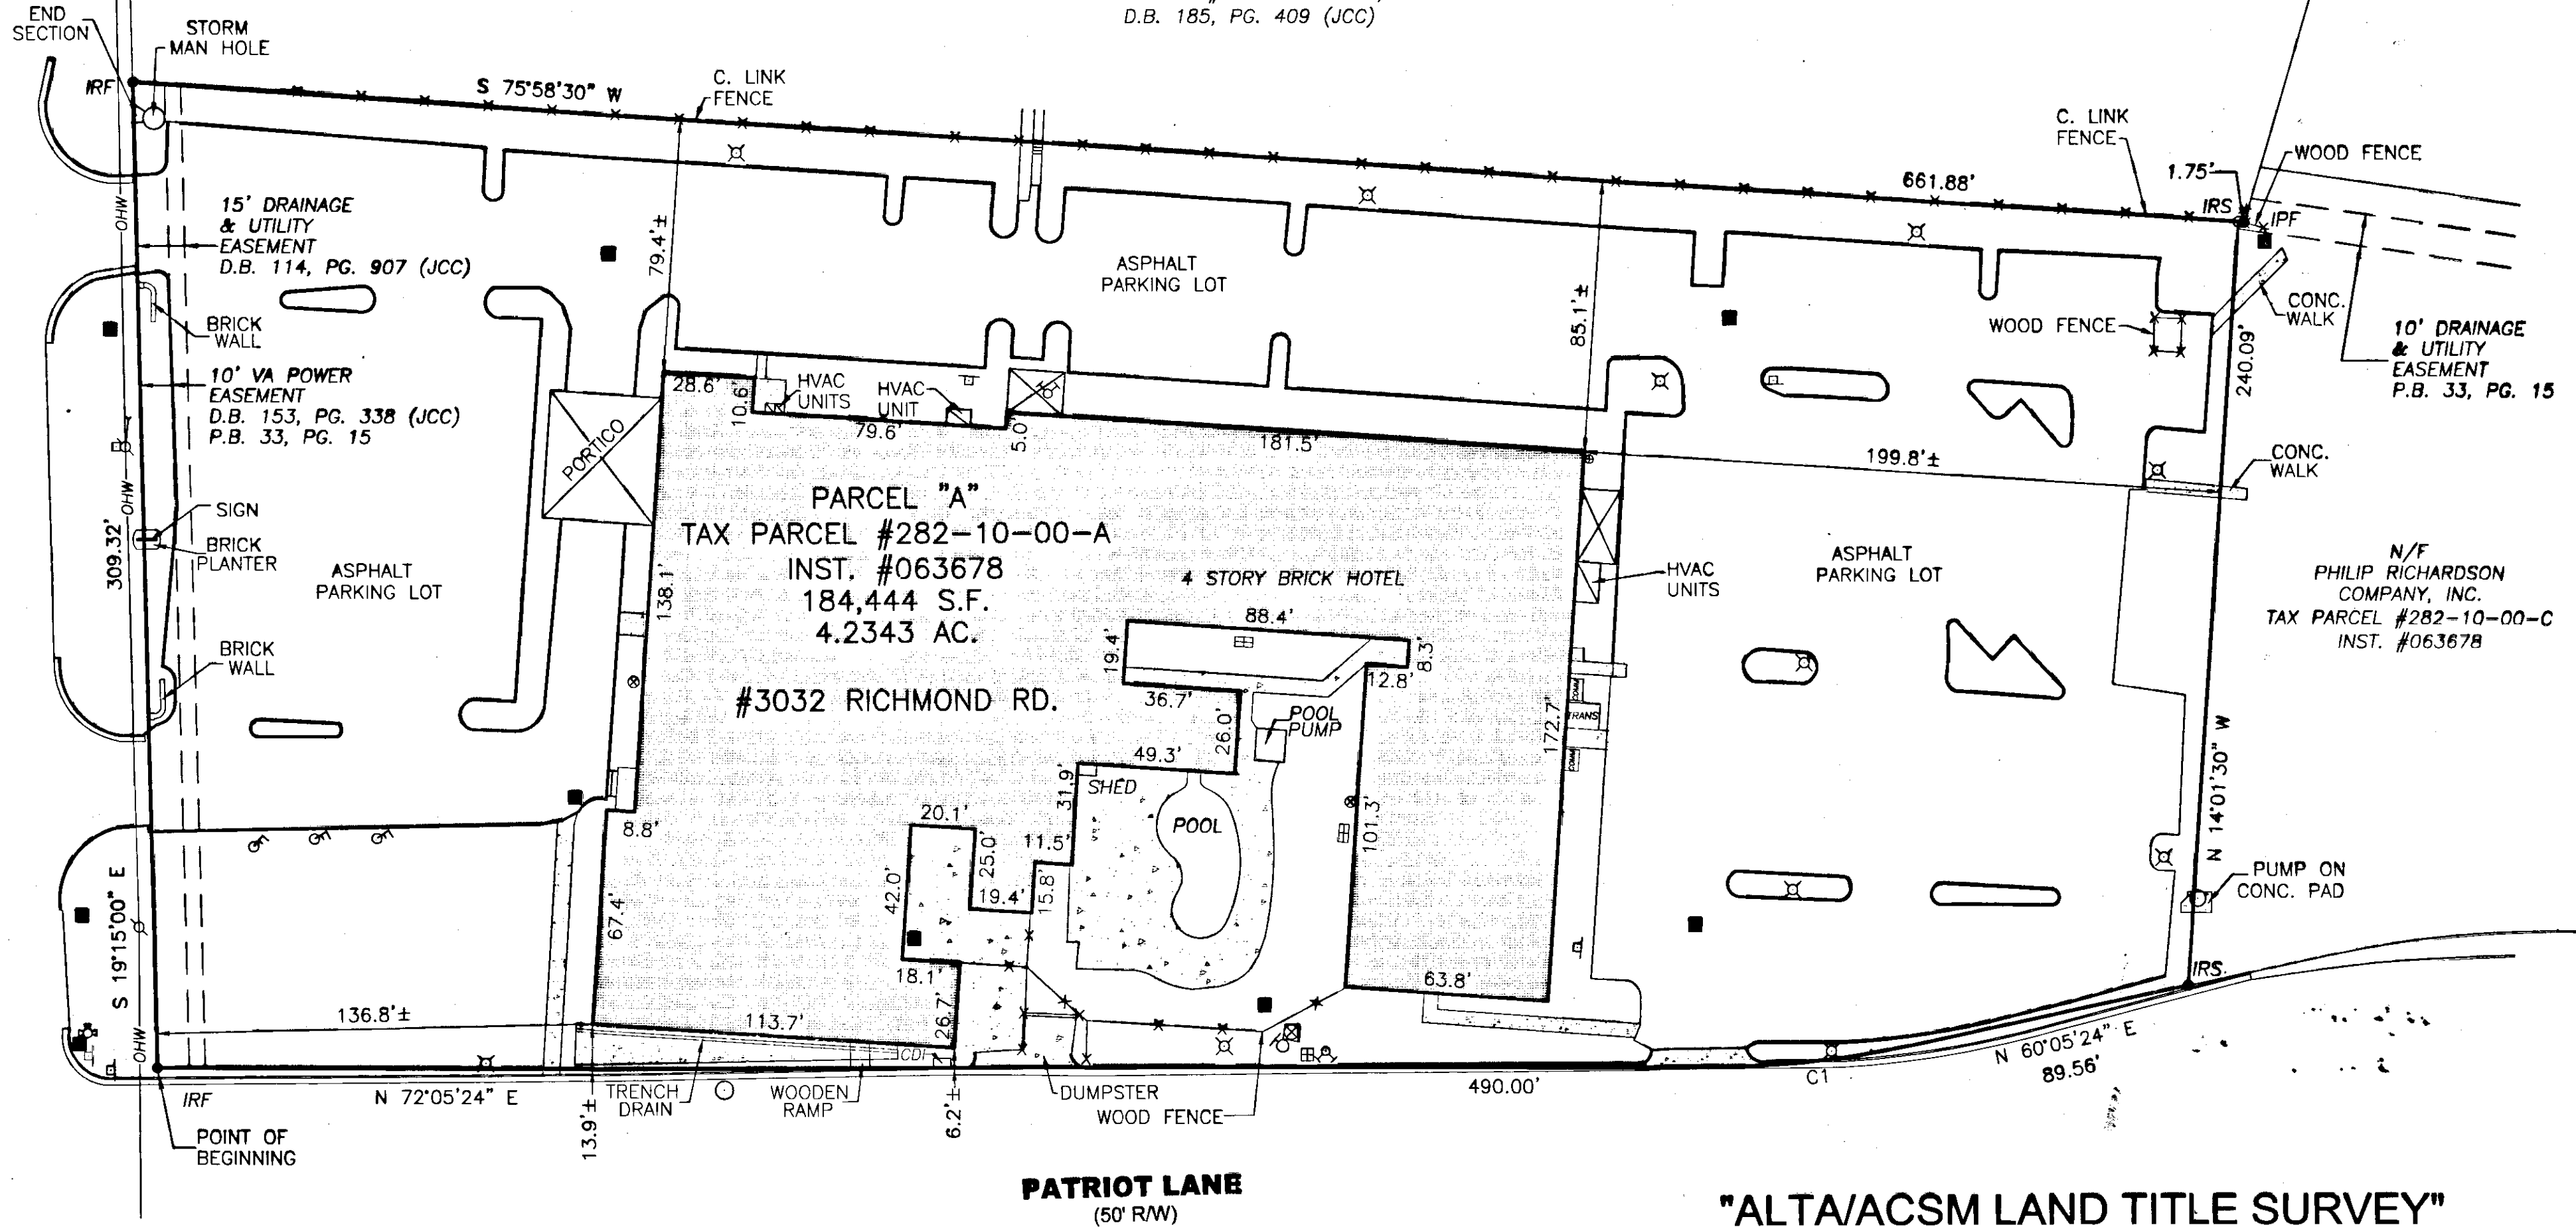 D.B. 185, PG. 409 (JCC)
END
SECTION
STORM
MAN HOLE
IRF
S 75°58'30" W
C. LINK
FENCE
C. LINK
FENCE
661.88'
1.75'
WOOD FENCE
IRS
IPF
OHW
15' DRAINAGE
& UTILITY
EASEMENT
D.B. 114, PG. 907 (JCC)
79.4'±
ASPHALT
PARKING LOT
85.1'±
BRICK
WALL
WOOD FENCE
CONC.
WALK
240.09'
10' DRAINAGE
& UTILITY
EASEMENT
P.B. 33, PG. 15
10' VA POWER
EASEMENT
D.B. 153, PG. 338 (JCC)
P.B. 33, PG. 15
28.6'
10.6'
HVAC
UNITS
HVAC
UNIT
79.6'
5.0'
181.5'
PORTICO
199.8'±
CONC.
WALK
OHW
SIGN
BRICK
PLANTER
309.32'
ASPHALT
PARKING LOT
PARCEL "A"
TAX PARCEL #282-10-00-A
INST. #063678
184,444 S.F.
4.2343 AC.
#3032 RICHMOND RD.
138.1'
4 STORY BRICK HOTEL
HVAC
UNITS
ASPHALT
PARKING LOT
N/F
PHILIP RICHARDSON
COMPANY, INC.
TAX PARCEL #282-10-00-C
INST. #063678
88.4'
19.4'
8.3'
12.8'
36.7'
BRICK
WALL
POOL
PUMP
26.0'
COMM
TRANS
COMM
172.7'
49.3'
31.9'
SHED
POOL
101.3'
N 14°01'30" W
8.8'
20.1'
25.0'
11.5'
42.0'
19.4'
15.8'
67.4'
PUMP ON
CONC. PAD
S 19°15'00" E
18.1'
63.8'
IRS
136.8'±
113.7'
26.7'
OHW
CDI
N 60°05'24" E
89.56'
C1
490.00'
IRF
N 72°05'24" E
13.9'±
TRENCH
DRAIN
WOODEN
RAMP
6.2'±
DUMPSTER
WOOD FENCE
POINT OF
BEGINNING
PATRIOT LANE
(50' R/W)
"ALTA/ACSM LAND TITLE SURVEY"